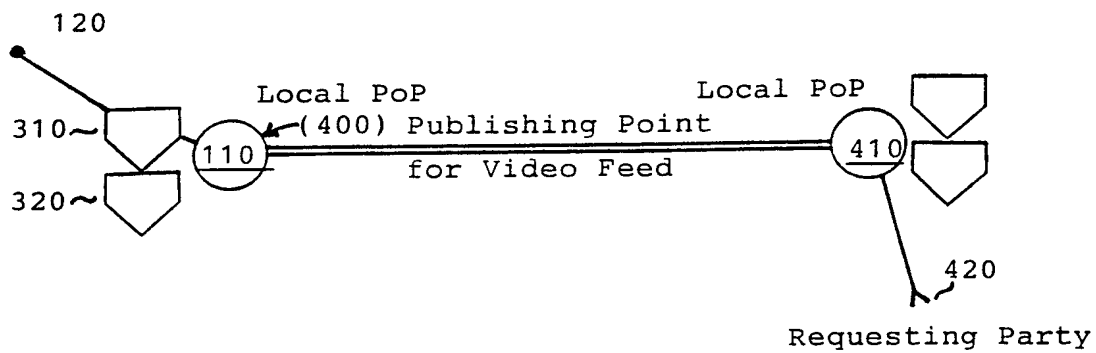 120
Local PoP
Local PoP
310~
(400) Publishing Point
110
410
for Video Feed
320~
420
Requesting Party